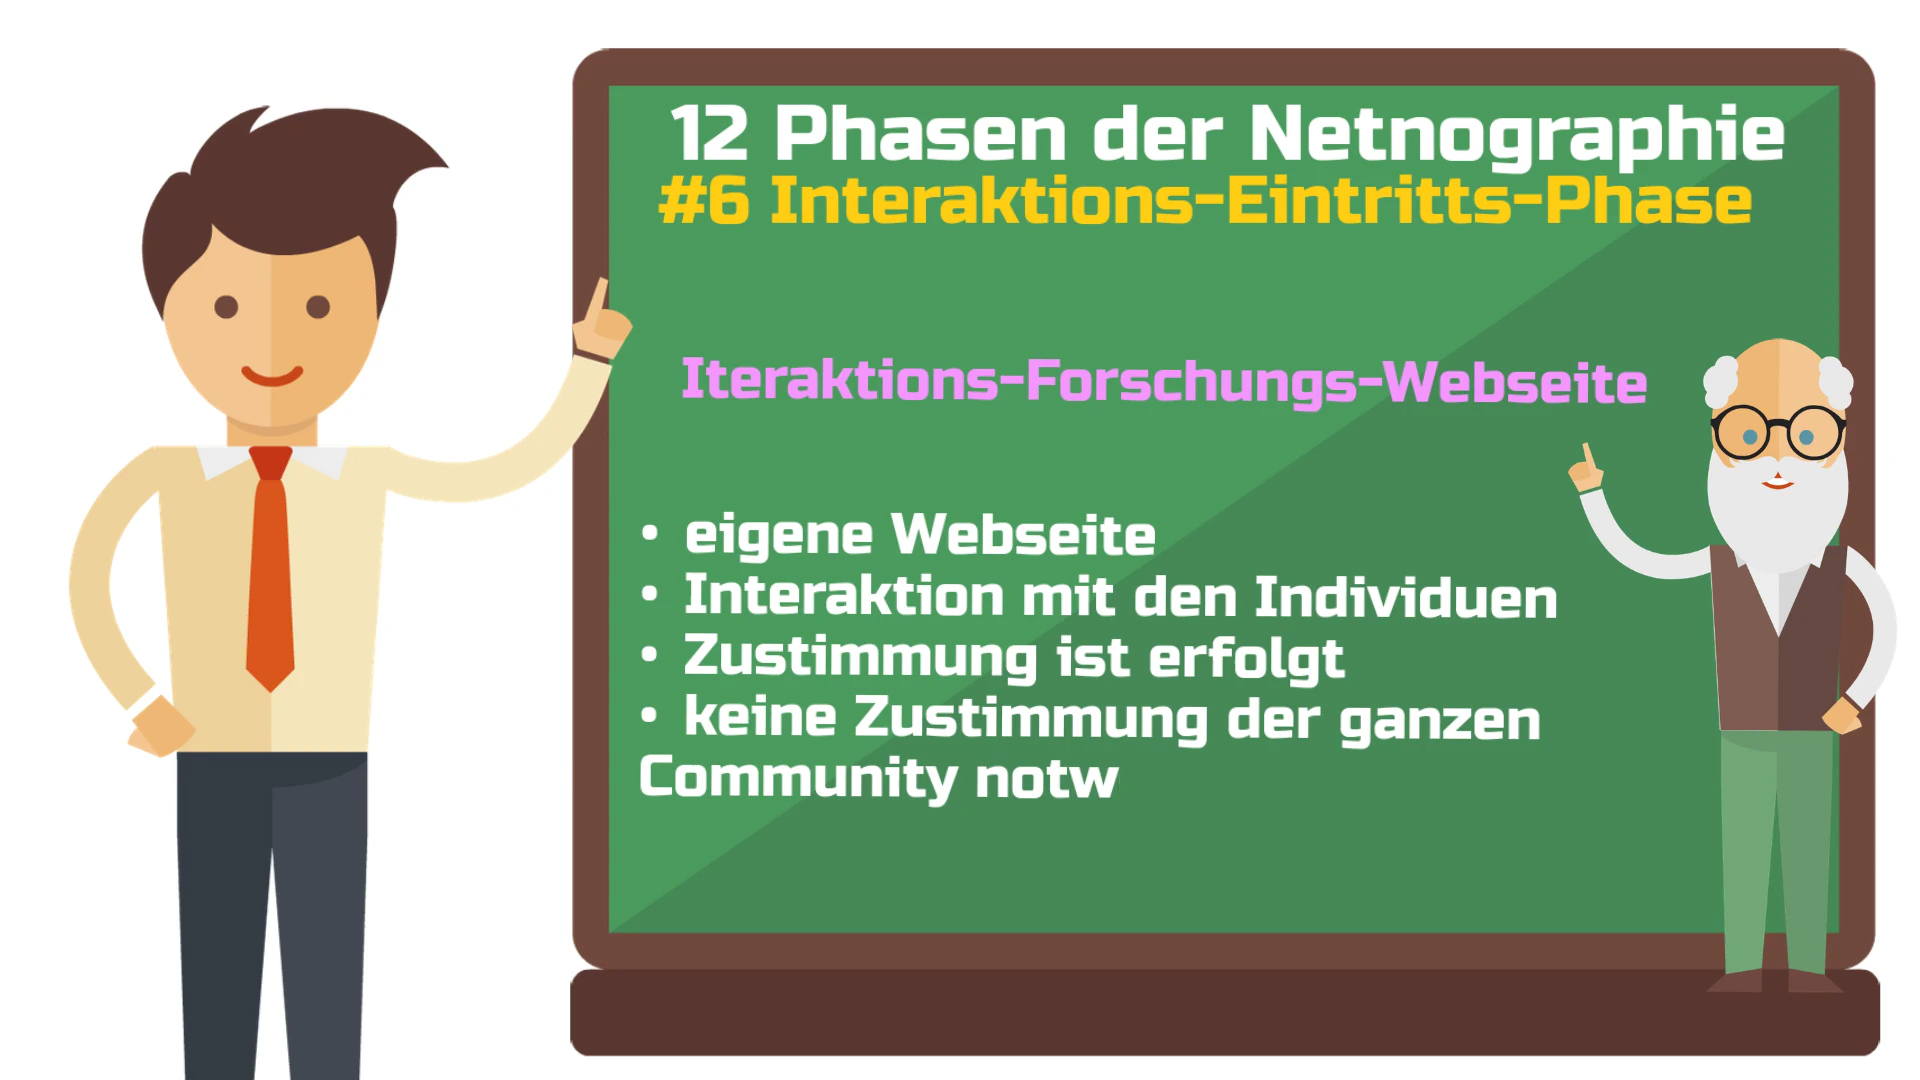 12 Phasen der Netnographie
#6 Interaktions-Eintritts-Phase
Iteraktions-Forschungs-Webseite
• eigene Webseite
• Interaktion mit den Individuen
• Zustimmung ist erfolgt
• keine Zustimmung der ganzen
Community notw